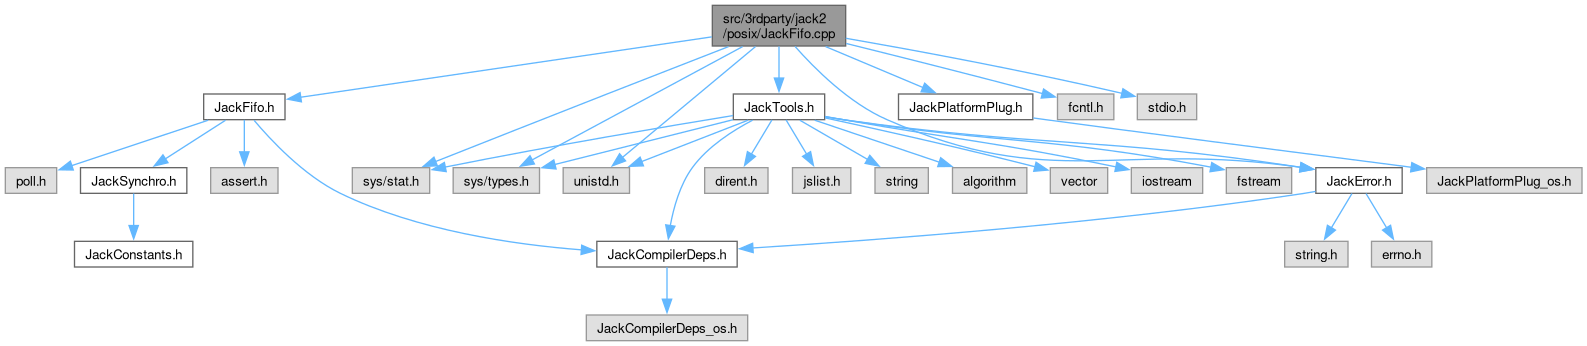 src/3rdparty/jack2
/posix/JackFifo.cpp
JackFifo.h
JackTools.h
JackPlatformPlug.h
fcntl.h
stdio.h
poll.h
JackSynchro.h
assert.h
sys/stat.h
sys/types.h
unistd.h
dirent.h
jslist.h
string
algorithm
vector
iostream
fstream
JackError.h
JackPlatformPlug_os.h
JackConstants.h
JackCompilerDeps.h
string.h
errno.h
JackCompilerDeps_os.h